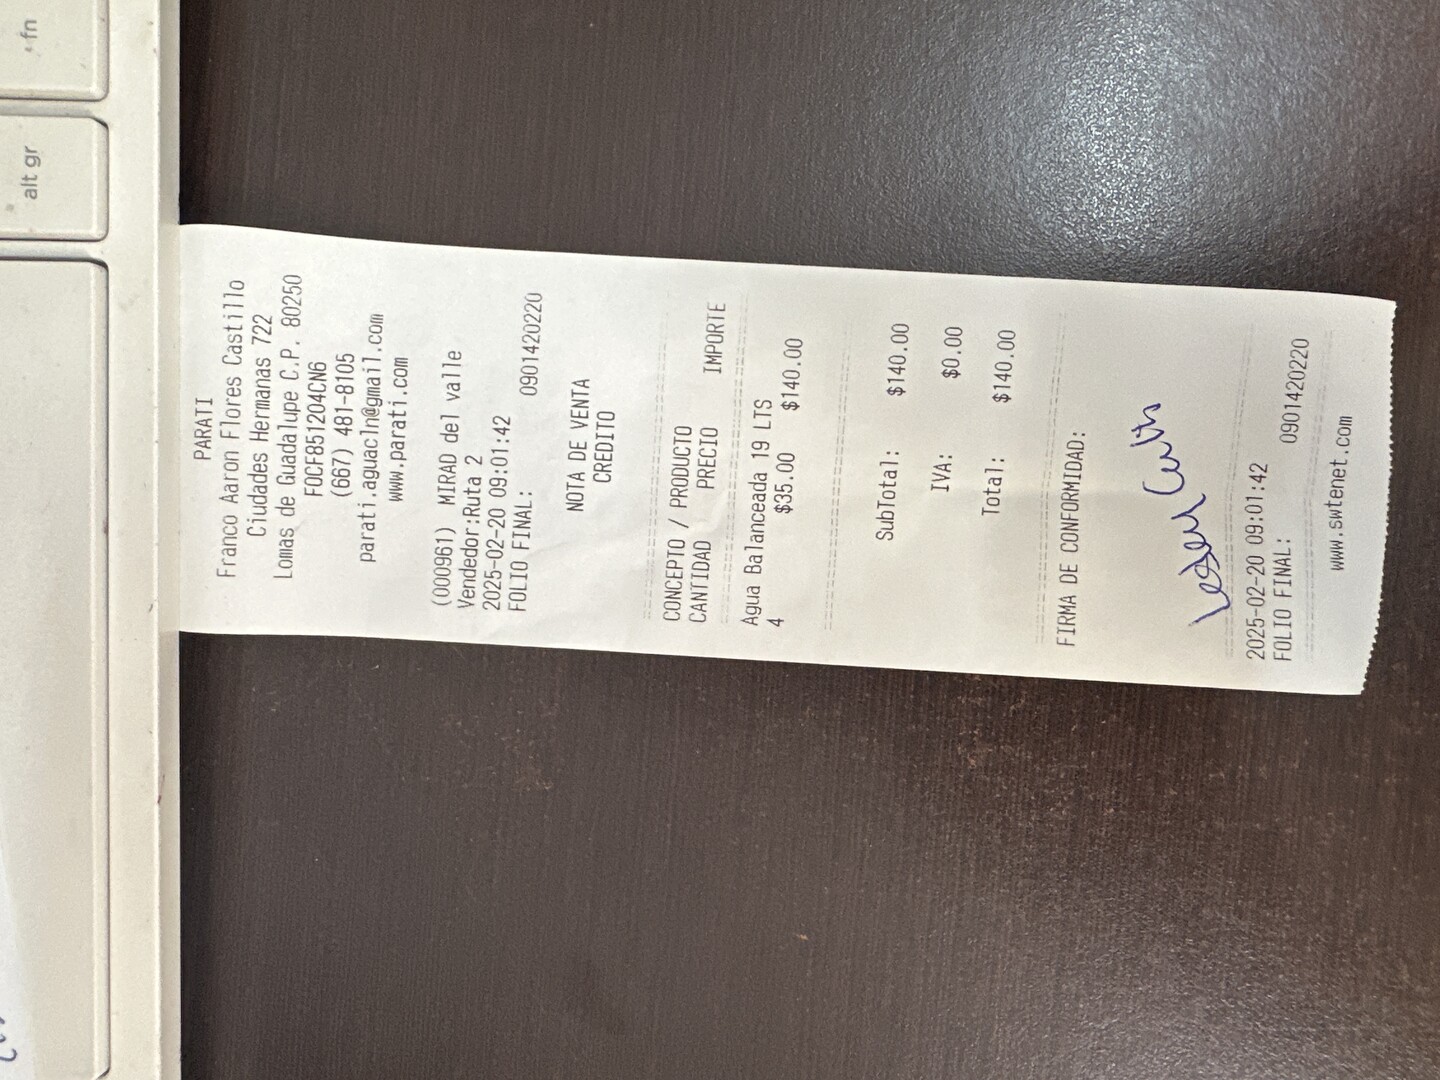 fn
alt gr
PARATI
Franco Aaron Flores Castillo
Ciudades Hermanas 722
Lomas de Guadalupe C.P. 80250
FOCF851204CN6
(667) 481-8105
parati.aguacln@gmail.com
www.parati.com
(000961) MIRAD del valle
Vendedor:Ruta 2
2025-02-20 09:01:42
FOLIO FINAL: 0901420220
NOTA DE VENTA
CREDITO
CONCEPTO / PRODUCTO
CANTIDAD PRECIO IMPORTE
Agua Balanceada 19 LTS
4 $35.00 $140.00
SubTotal: $140.00
IVA: $0.00
Total: $140.00
FIRMA DE CONFORMIDAD:
2025-02-20 09:01:42
FOLIO FINAL: 0901420220
www.swtenet.com